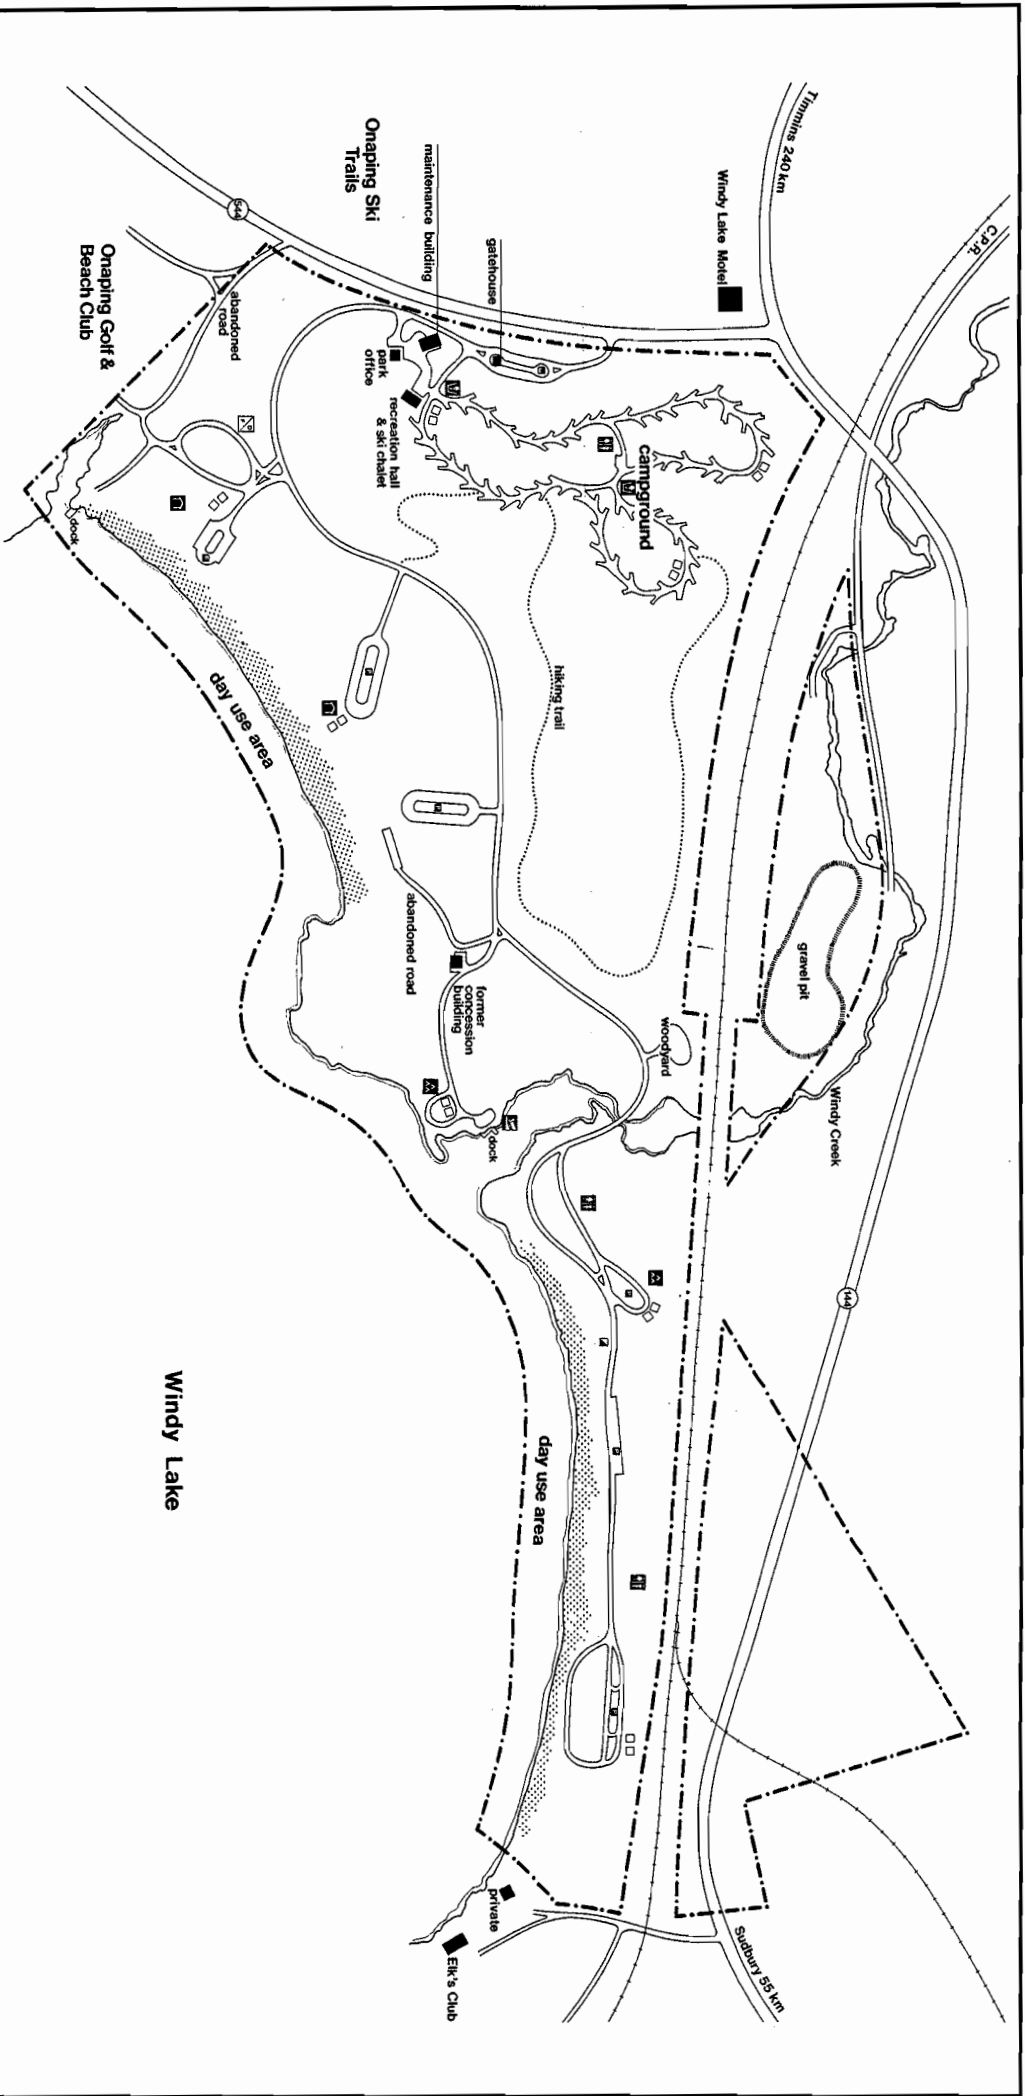 Timmins 240 km
C.P.R.
Windy Lake Motel
Onaping Ski
Trails
maintenance building
gatehouse
544
Onaping Golf &
Beach Club
abandoned
road
park
office
recreation hall
& ski chalet
campground
dock
day use area
hiking trail
abandoned road
former
concession
building
gravel pit
woodyard
Windy Creek
dock
144
Windy Lake
day use area
private
Elk's Club
Sudbury 55 km